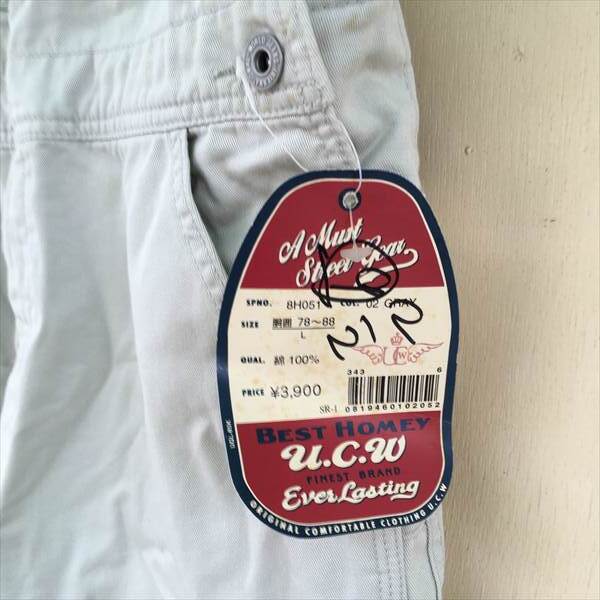 A Must
Street Gear
SPNO. 8H051 COL. 02 GRAY
SIZE 胴囲 78～88
L
QUAL. 綿 100%
PRICE ¥3,900
343 6
SR-1 0819460102052
BEST HOMEY
U.C.W
FINEST BRAND
Ever Lasting
ORIGINAL COMFORTABLE CLOTHING U.C.W